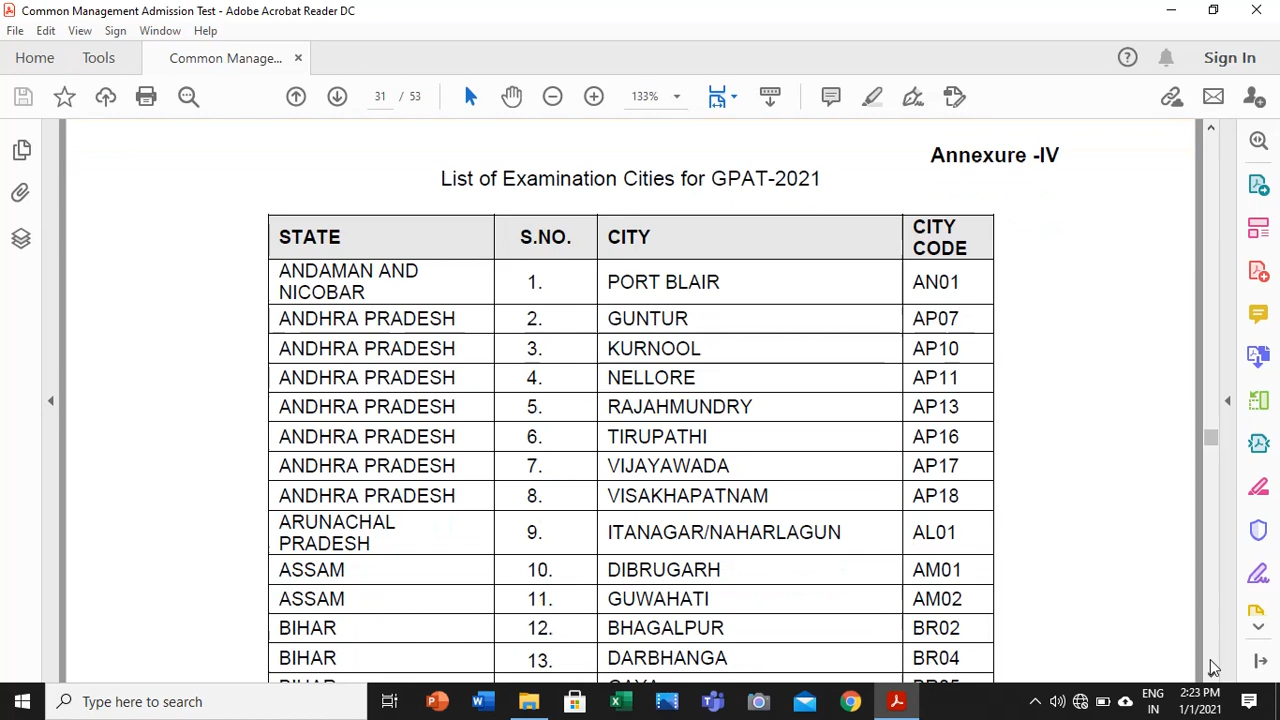 Common Management Admission Test - Adobe Acrobat Reader DC
File Edit View Sign Window Help
Home Tools Common Manage... × Sign In
31 / 53 133%
Annexure -IV
List of Examination Cities for GPAT-2021
STATE S.NO. CITY CITY CODE
ANDAMAN AND NICOBAR 1. PORT BLAIR AN01
ANDHRA PRADESH 2. GUNTUR AP07
ANDHRA PRADESH 3. KURNOOL AP10
ANDHRA PRADESH 4. NELLORE AP11
ANDHRA PRADESH 5. RAJAHMUNDRY AP13
ANDHRA PRADESH 6. TIRUPATHI AP16
ANDHRA PRADESH 7. VIJAYAWADA AP17
ANDHRA PRADESH 8. VISAKHAPATNAM AP18
ARUNACHAL PRADESH 9. ITANAGAR/NAHARLAGUN AL01
ASSAM 10. DIBRUGARH AM01
ASSAM 11. GUWAHATI AM02
BIHAR 12. BHAGALPUR BR02
BIHAR 13. DARBHANGA BR04
Type here to search
ENG 2:23 PM
IN 1/1/2021